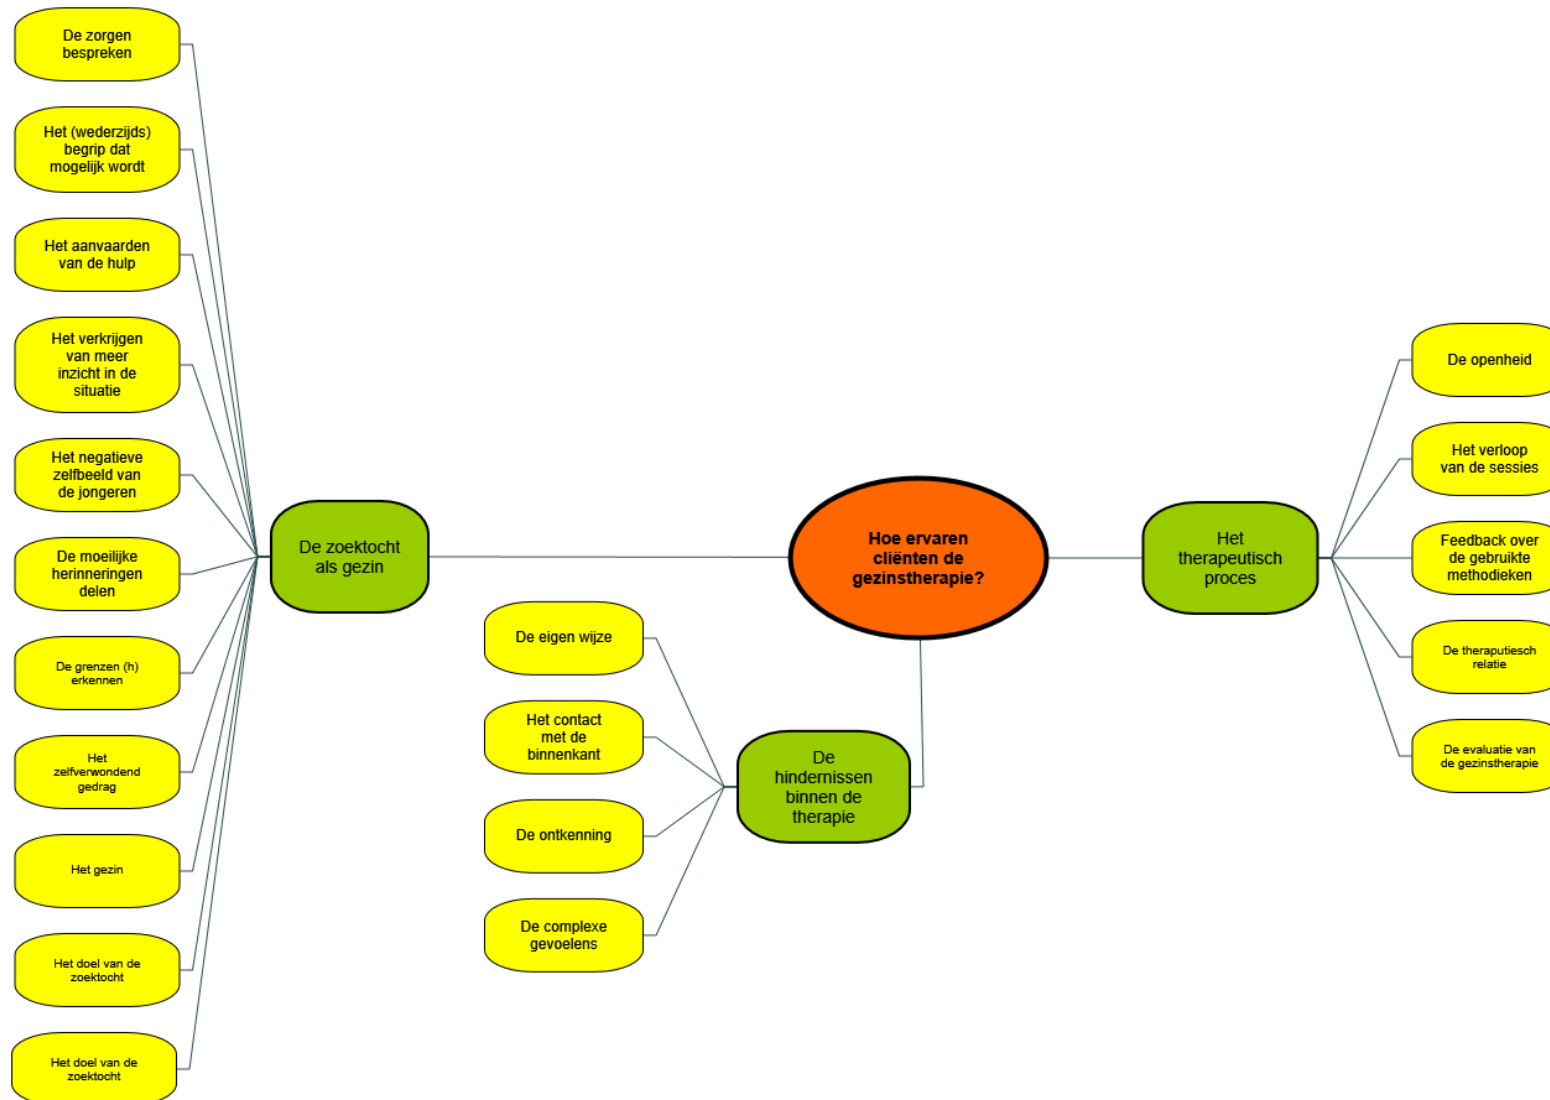 De zorgen
bespreken
Het (wederzijds)
begrip dat
mogelijk wordt
Het aanvaarden
van de hulp
Het verkrijgen
van meer
inzicht in de
situatie
Het negatieve
zelfbeeld van
de jongeren
De moeilijke
herinneringen
delen
De grenzen (h)
erkennen
Het
zelfverwondend
gedrag
Het gezin
Het doel van de
zoektocht
Het doel van de
zoektocht
De zoektocht
als gezin
De eigen wijze
Het contact
met de
binnenkant
De ontkenning
De complexe
gevoelens
De
hindernissen
binnen de
therapie
Hoe ervaren
cliënten de
gezinstherapie?
Het
therapeutisch
proces
De openheid
Het verloop
van de sessies
Feedback over
de gebruikte
methodieken
De theraputiesch
relatie
De evaluatie van
de gezinstherapie